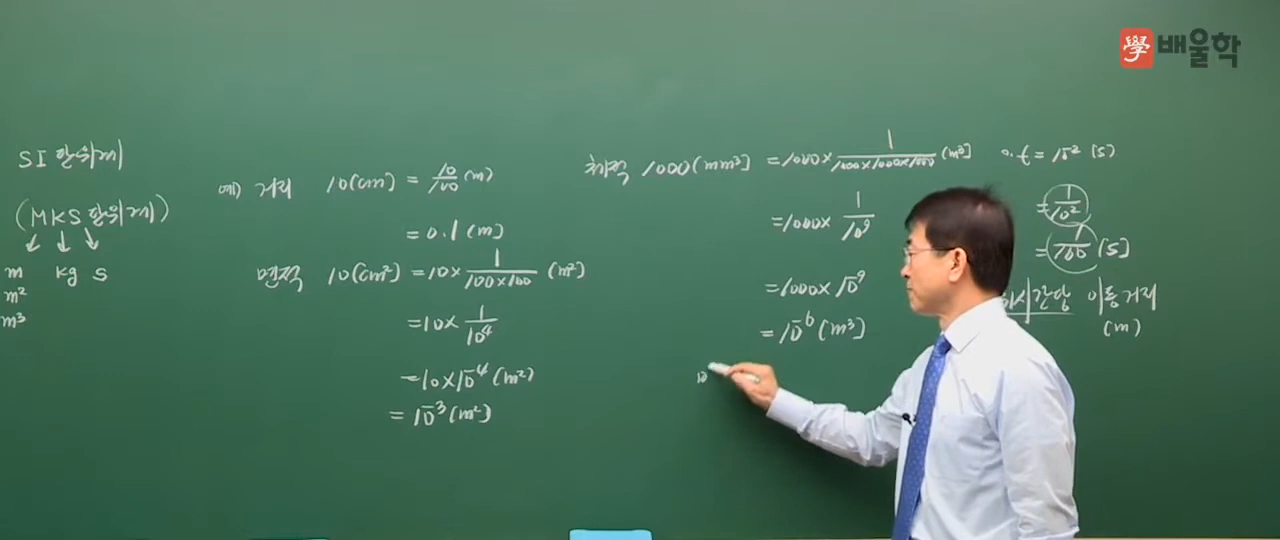 學 배울학
SI 단위계
(MKS 단위계)
m kg s
m²
m³
예) 거리 10(cm) = 10/100 (m)
= 0.1 (m)
면적 10(cm²) = 10 × 1/(100×100) (m²)
= 10 × 1/10⁴
= 10 × 10⁻⁴ (m²)
= 10⁻³ (m²)
체적 1000(mm³) = 1000 × 1/(1000×1000×1000) (m³)
= 1000 × 1/10⁹
= 1000 × 10⁻⁹
= 10⁻⁶ (m³)
10
t = 10⁻² (s)
= 1/10²
= 1/100 (s)
시간당 이동거리
(m)